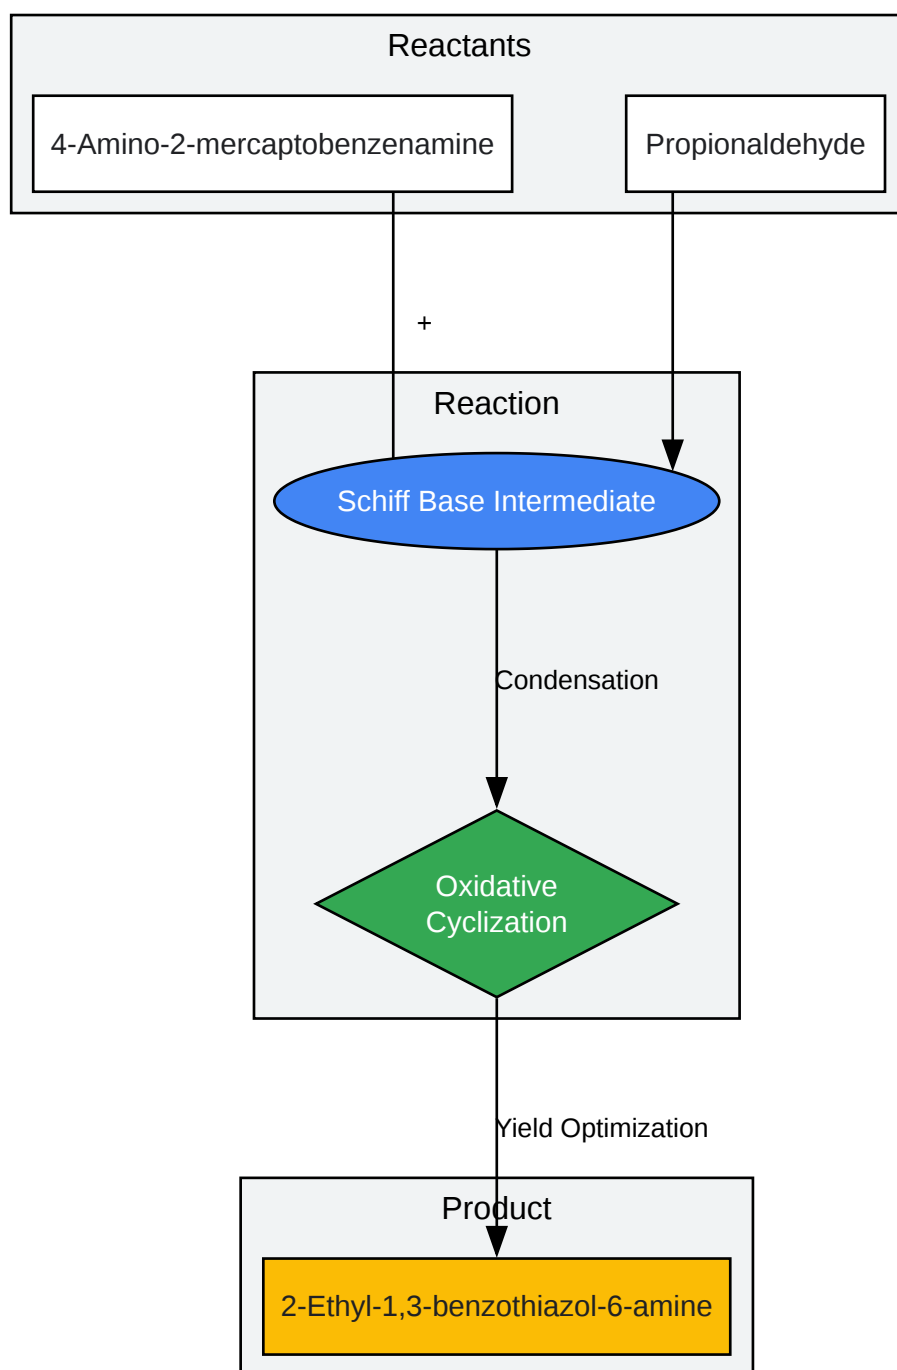 Reactants
4-Amino-2-mercaptobenzenamine
Propionaldehyde
+
Reaction
Schiff Base Intermediate
Condensation
Oxidative
Cyclization
Yield Optimization
Product
2-Ethyl-1,3-benzothiazol-6-amine